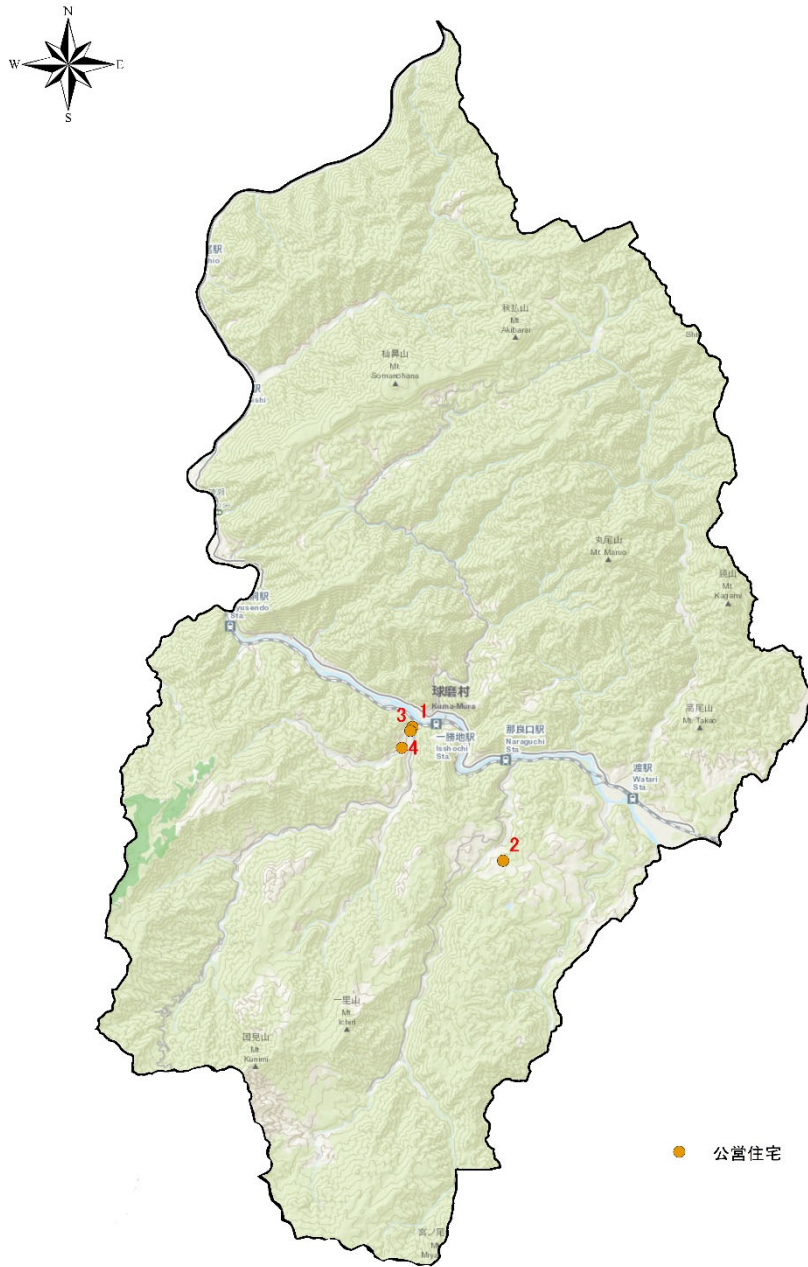 N
W E
S
秋払山
Mt
Akibarai
杣鼻山
Mt
Somanohana
丸尾山
Mt. Maruo
鏡山
Mt
Kagami
高尾山
Mt. Takao
球磨村
Kuma-Mura
1
3
4
一勝地駅
Isshochi
Sta.
那良口駅
Naraguchi
Sta.
渡駅
Watari
Sta.
2
一里山
Mt.
Ichiri
国見山
Mt
Kunimi
公営住宅